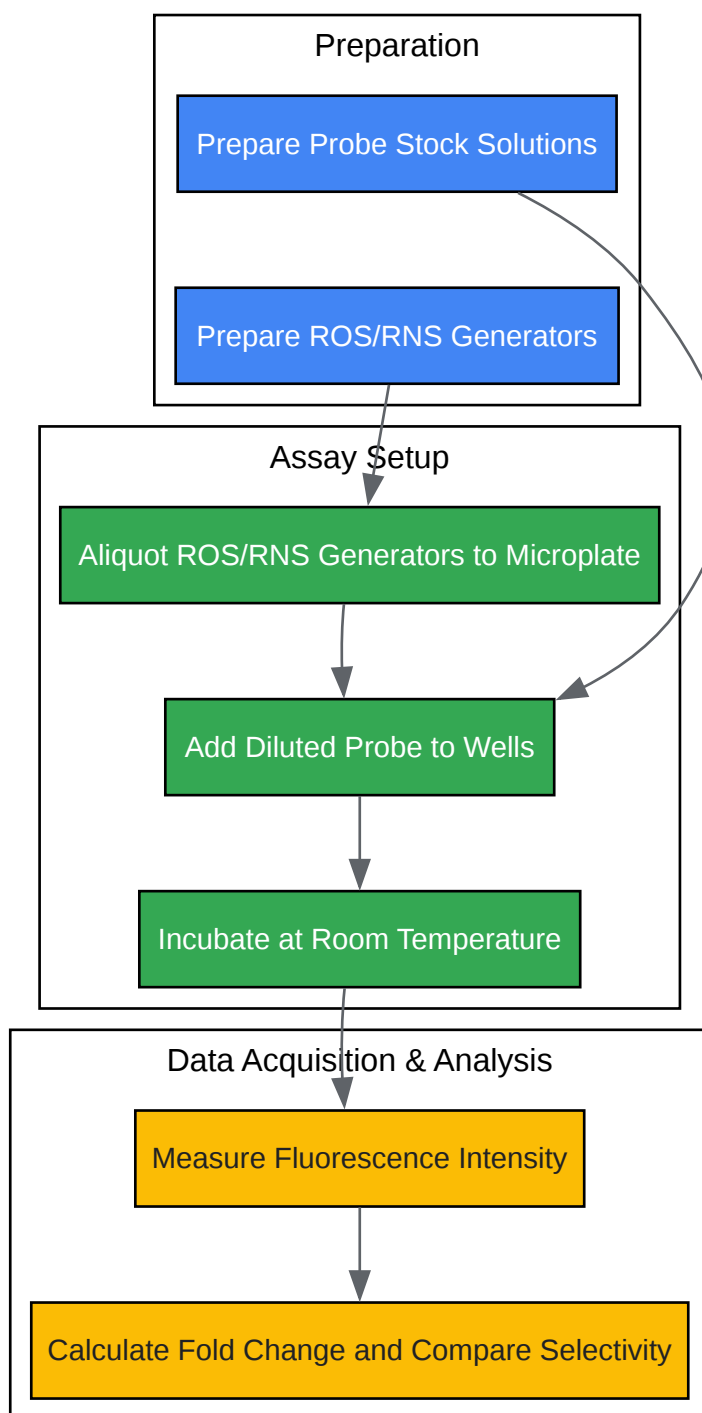 Preparation
Prepare Probe Stock Solutions
Prepare ROS/RNS Generators
Assay Setup
Aliquot ROS/RNS Generators to Microplate
Add Diluted Probe to Wells
Incubate at Room Temperature
Data Acquisition & Analysis
Measure Fluorescence Intensity
Calculate Fold Change and Compare Selectivity